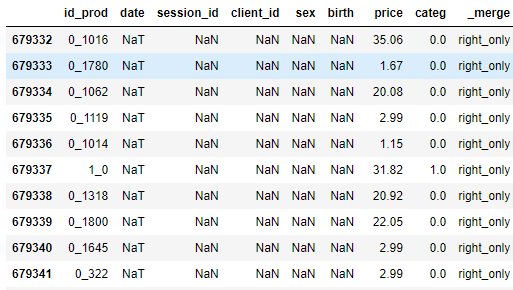 id_prod date session_id client_id sex birth price categ _merge
679332 0_1016 NaT NaN NaN NaN NaN 35.06 0.0 right_only
679333 0_1780 NaT NaN NaN NaN NaN 1.67 0.0 right_only
679334 0_1062 NaT NaN NaN NaN NaN 20.08 0.0 right_only
679335 0_1119 NaT NaN NaN NaN NaN 2.99 0.0 right_only
679336 0_1014 NaT NaN NaN NaN NaN 1.15 0.0 right_only
679337 1_0 NaT NaN NaN NaN NaN 31.82 1.0 right_only
679338 0_1318 NaT NaN NaN NaN NaN 20.92 0.0 right_only
679339 0_1800 NaT NaN NaN NaN NaN 22.05 0.0 right_only
679340 0_1645 NaT NaN NaN NaN NaN 2.99 0.0 right_only
679341 0_322 NaT NaN NaN NaN NaN 2.99 0.0 right_only